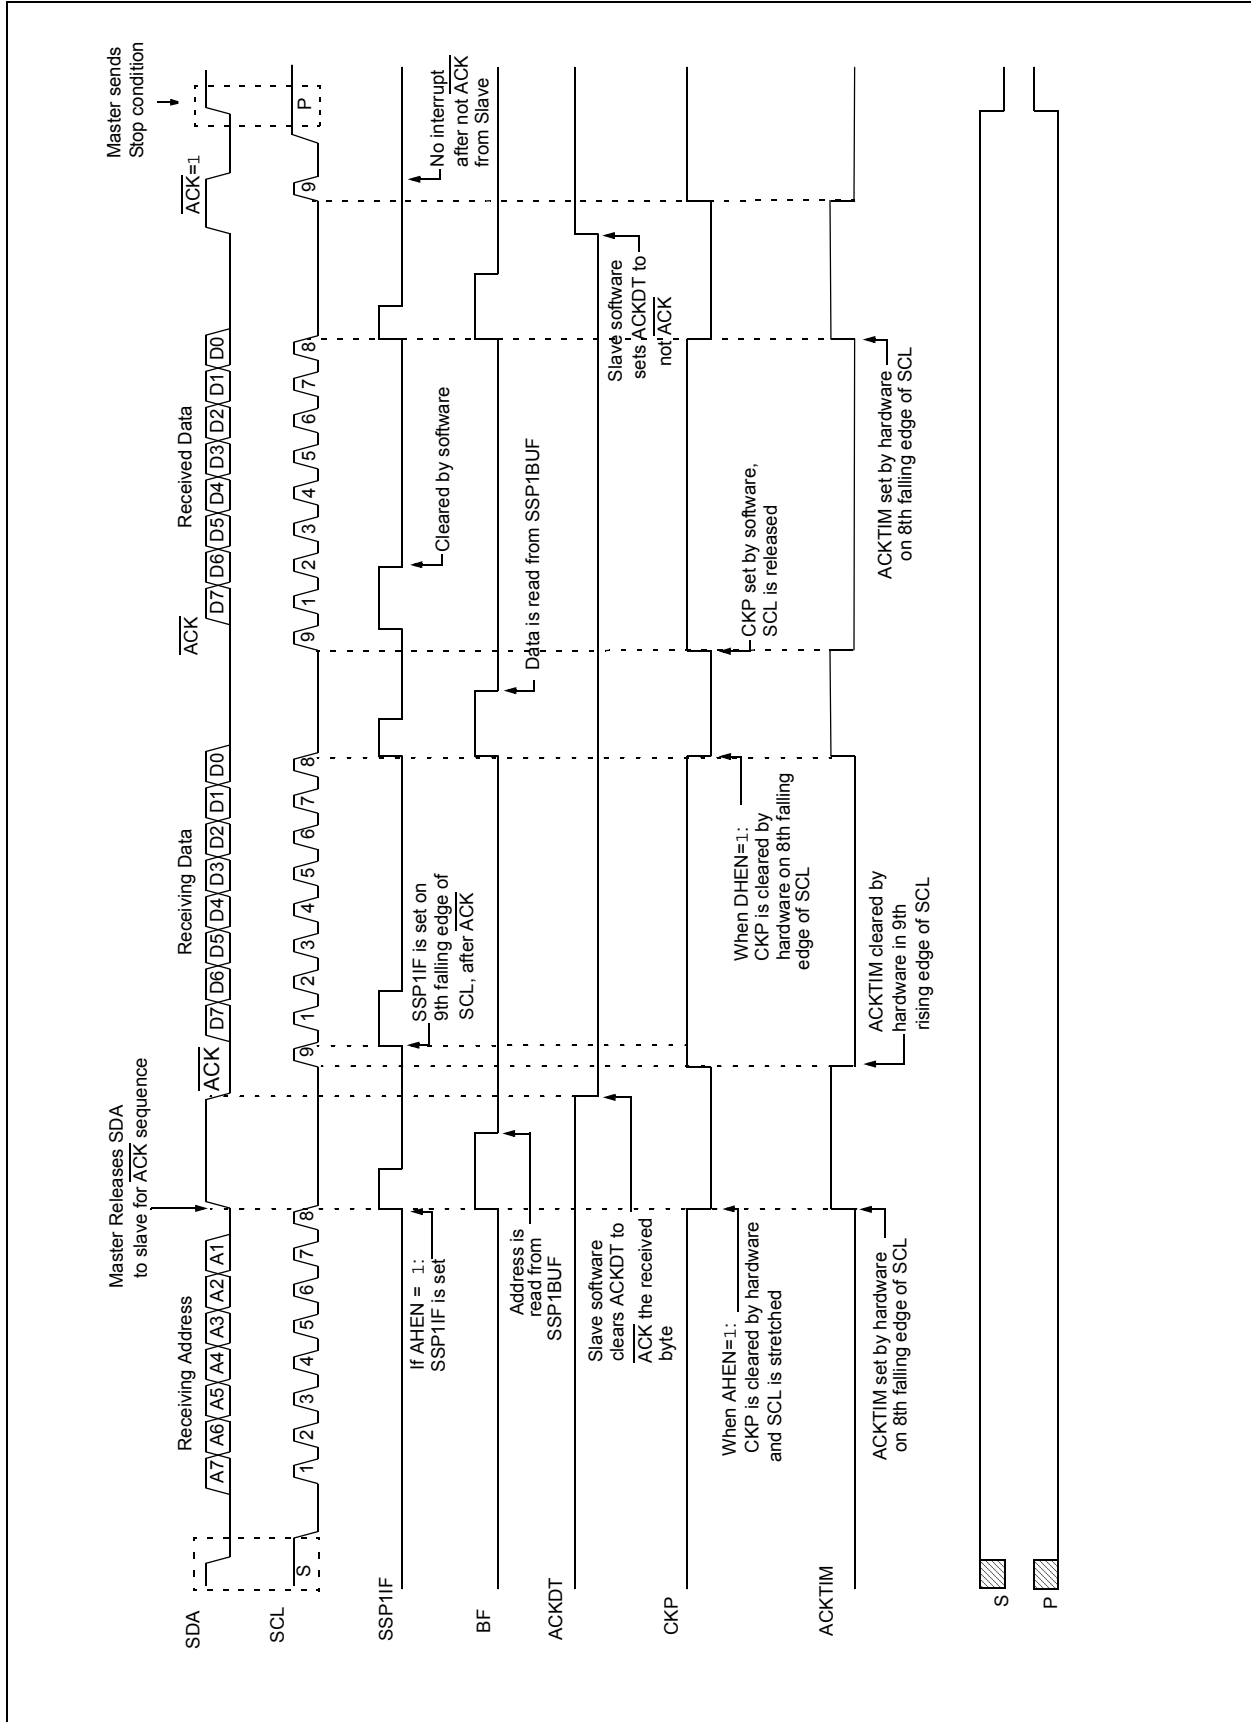 Master Releases SDA
to slave for ACK sequence
Master sends
Stop condition
Receiving Address
Receiving Data
Received Data
ACK
ACK
ACK=1
SDA
A7 A6 A5 A4 A3 A2 A1
D7 D6 D5 D4 D3 D2 D1 D0
D7 D6 D5 D4 D3 D2 D1 D0
SCL
S 1 2 3 4 5 6 7 8 9 1 2 3 4 5 6 7 8 9 1 2 3 4 5 6 7 8 9 P
SSP1IF
If AHEN = 1:
SSP1IF is set
SSP1IF is set on
9th falling edge of
SCL, after ACK
Cleared by software
No interrupt
after not ACK
from Slave
BF
Address is
read from
SSP1BUF
Data is read from SSP1BUF
ACKDT
Slave software
clears ACKDT to
ACK the received
byte
Slave software
sets ACKDT to
not ACK
CKP
When AHEN=1:
CKP is cleared by hardware
and SCL is stretched
When DHEN=1:
CKP is cleared by
hardware on 8th falling
edge of SCL
CKP set by software,
SCL is released
ACKTIM
ACKTIM set by hardware
on 8th falling edge of SCL
ACKTIM cleared by
hardware in 9th
rising edge of SCL
ACKTIM set by hardware
on 8th falling edge of SCL
S
P